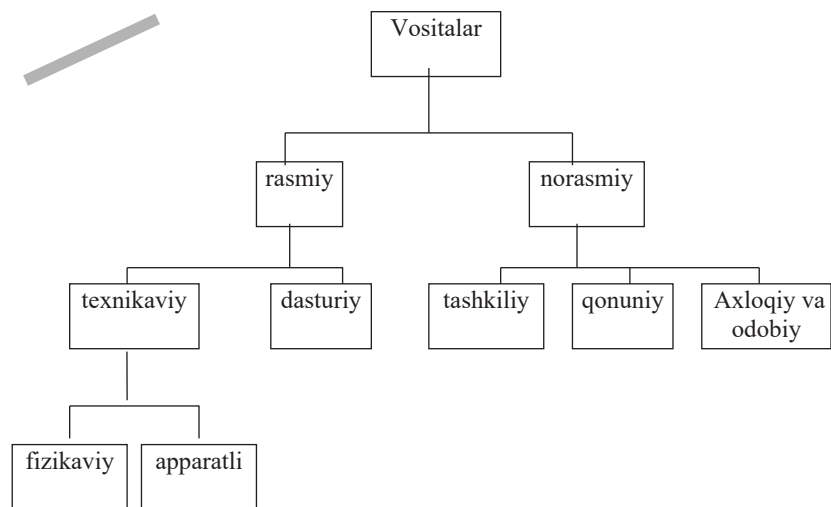 Vositalar
rasmiy
norasmiy
texnikaviy
dasturiy
tashkiliy
qonuniy
Axloqiy va
odobiy
fizikaviy
apparatli